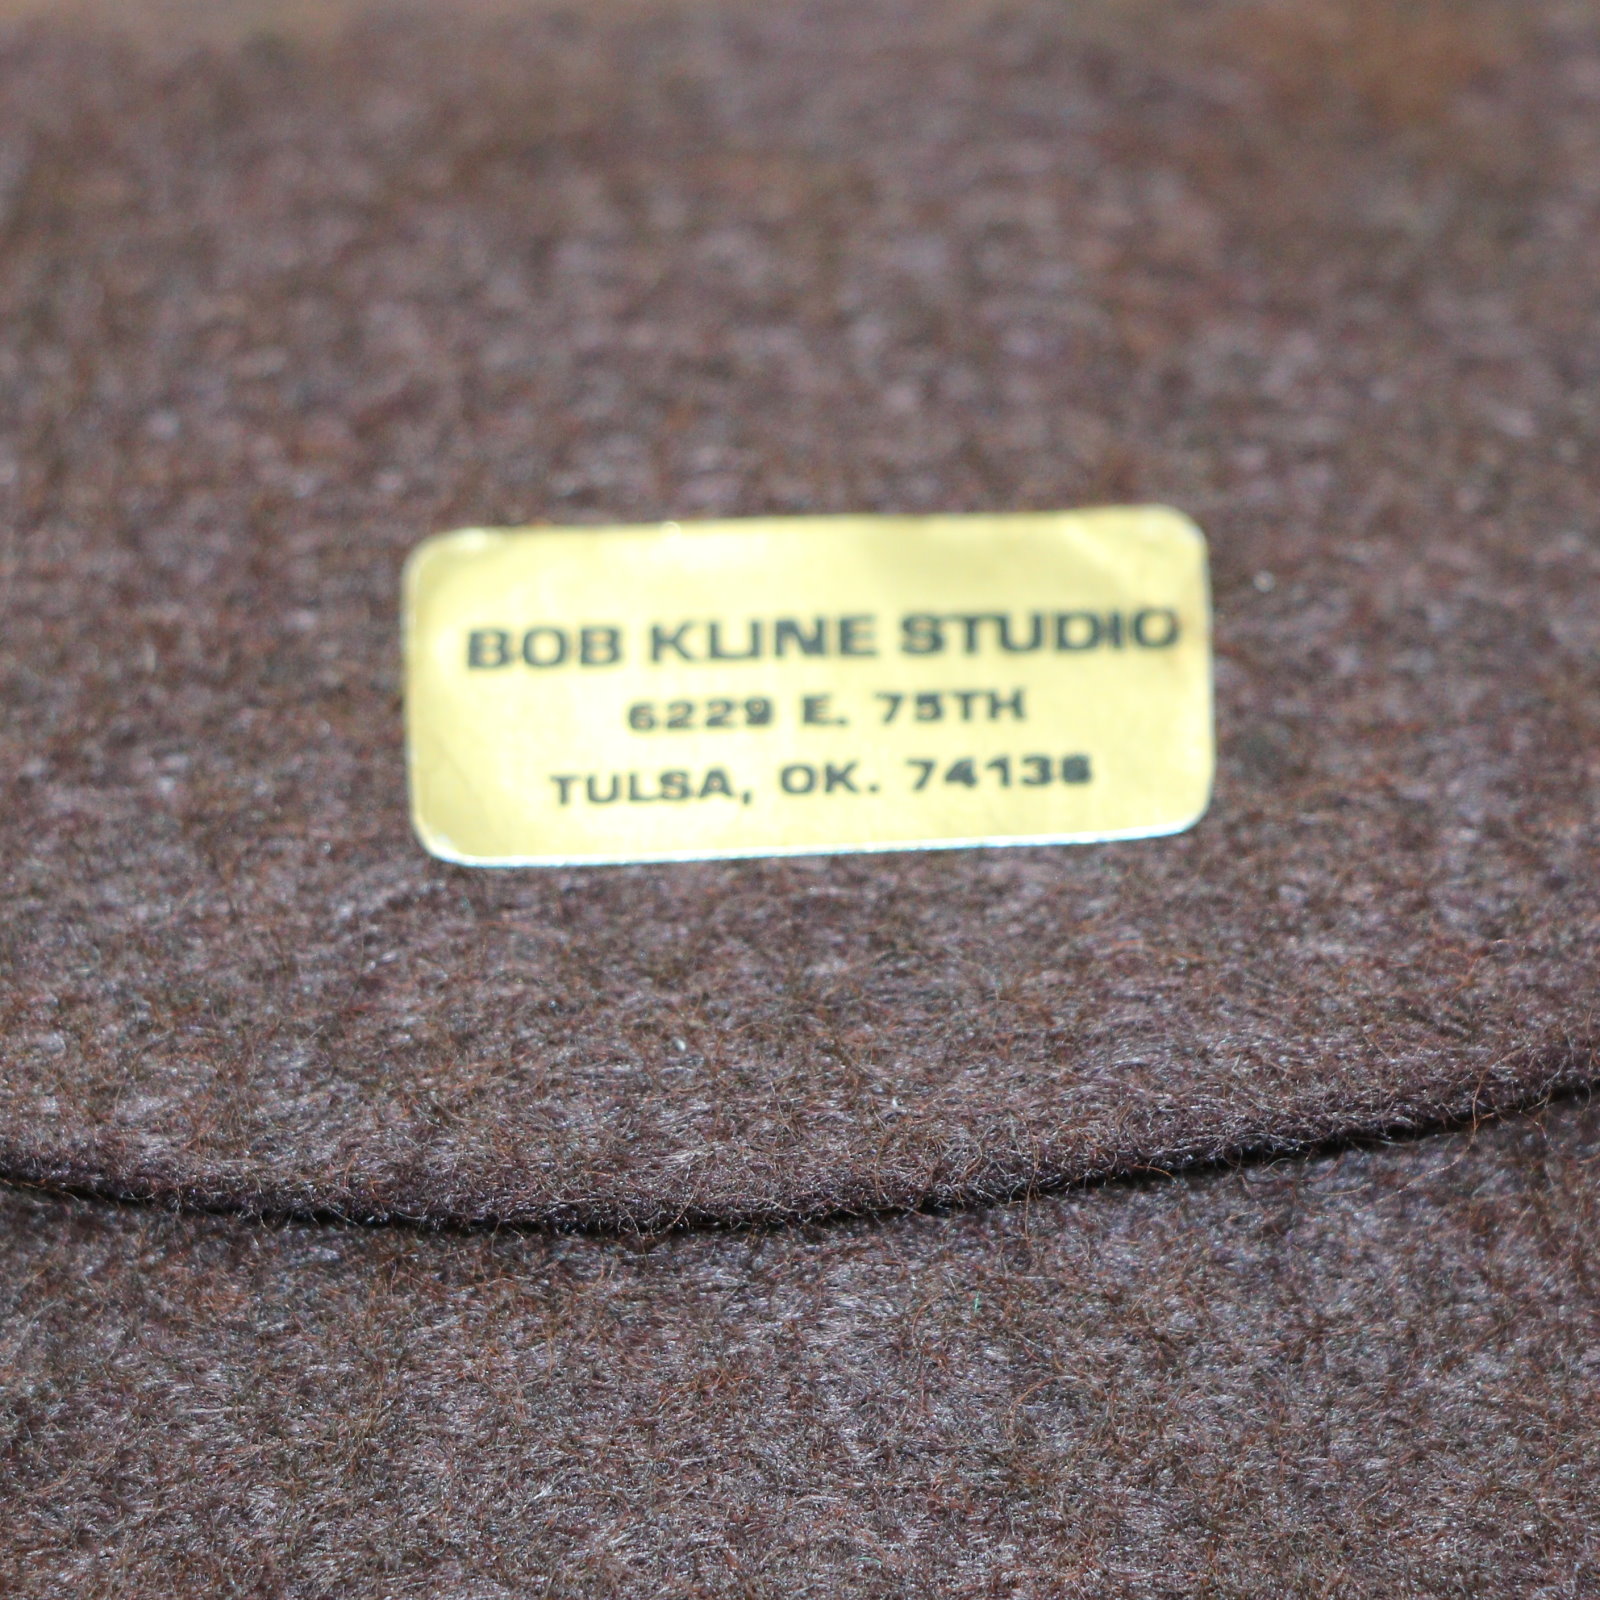 BOB KLINE STUDIO
6229 E. 75TH
TULSA, OK. 74136